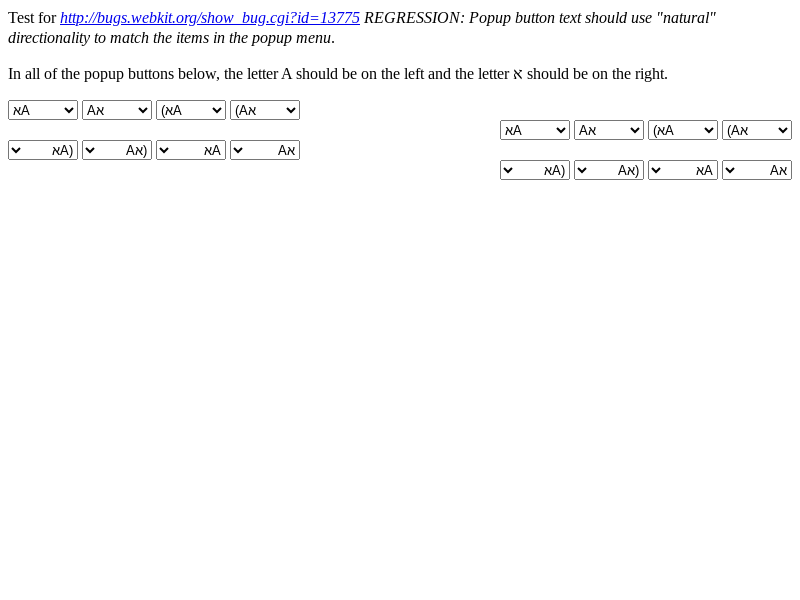 Test for http://bugs.webkit.org/show_bug.cgi?id=13775 REGRESSION: Popup button text should use "natural"
directionality to match the items in the popup menu.
In all of the popup buttons below, the letter A should be on the left and the letter א should be on the right.
אA Aא (אA (Aא
אA Aא (אA (Aא
אA) Aא) אA Aא
אA) Aא) אA Aא